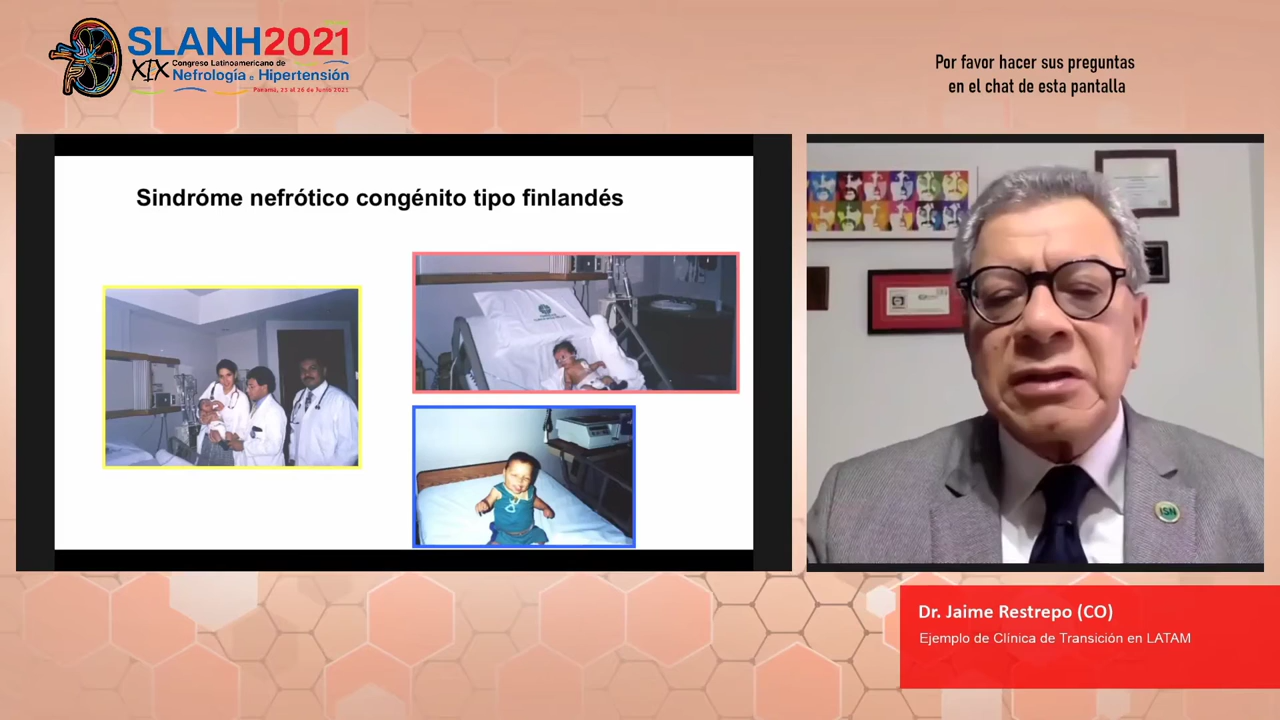 SLANH2021
XIX Congreso Latinoamericano de
Nefrología e Hipertensión
Panamá, 23 al 26 de Junio 2021
Por favor hacer sus preguntas
en el chat de esta pantalla
Sindróme nefrótico congénito tipo finlandés
ISN
Dr. Jaime Restrepo (CO)
Ejemplo de Clínica de Transición en LATAM